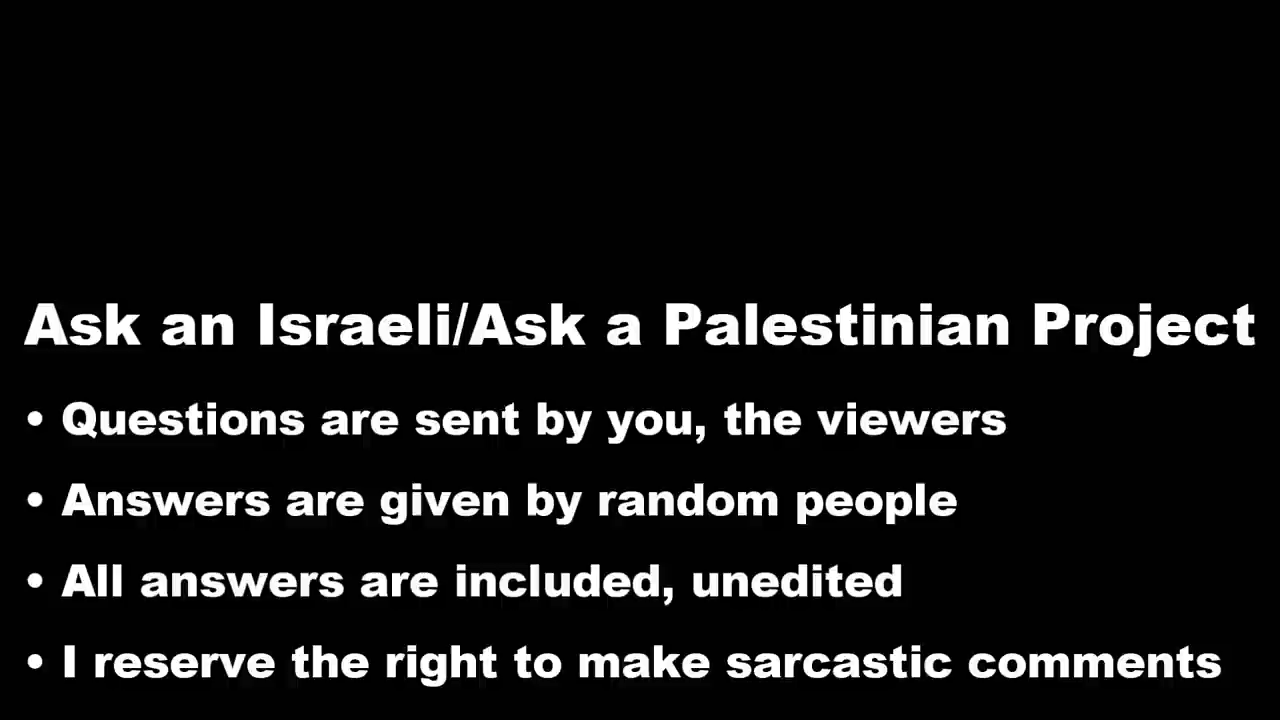 Ask an Israeli/Ask a Palestinian Project
• Questions are sent by you, the viewers
• Answers are given by random people
• All answers are included, unedited
• I reserve the right to make sarcastic comments